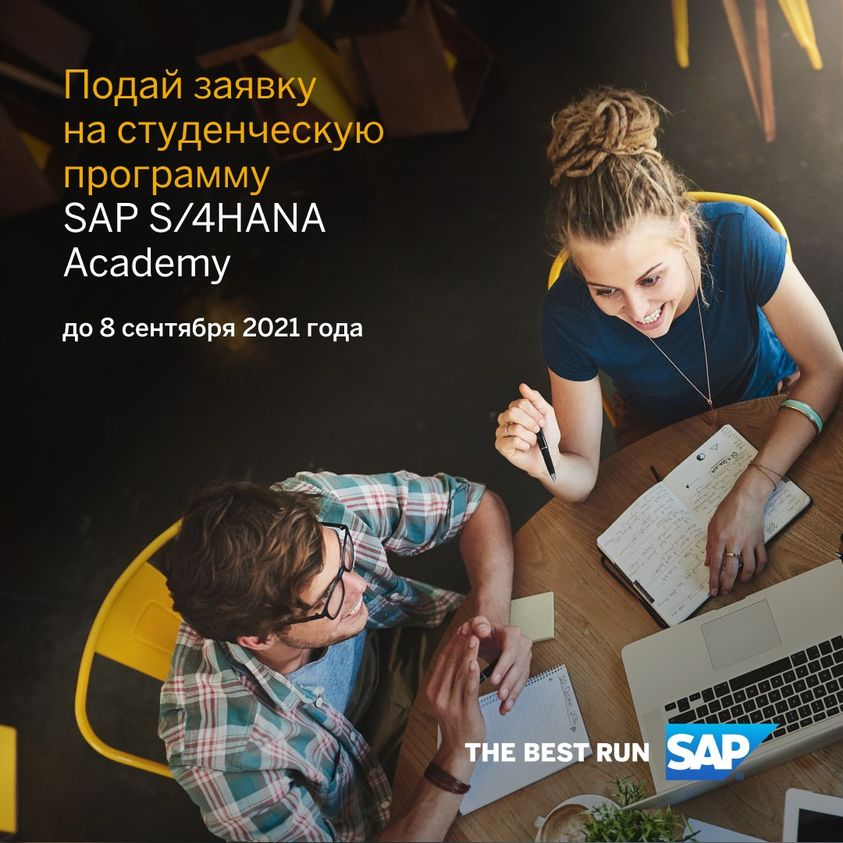 Подай заявку
на студенческую
программу
SAP S/4HANA
Academy
до 8 сентября 2021 года
THE BEST RUN SAP